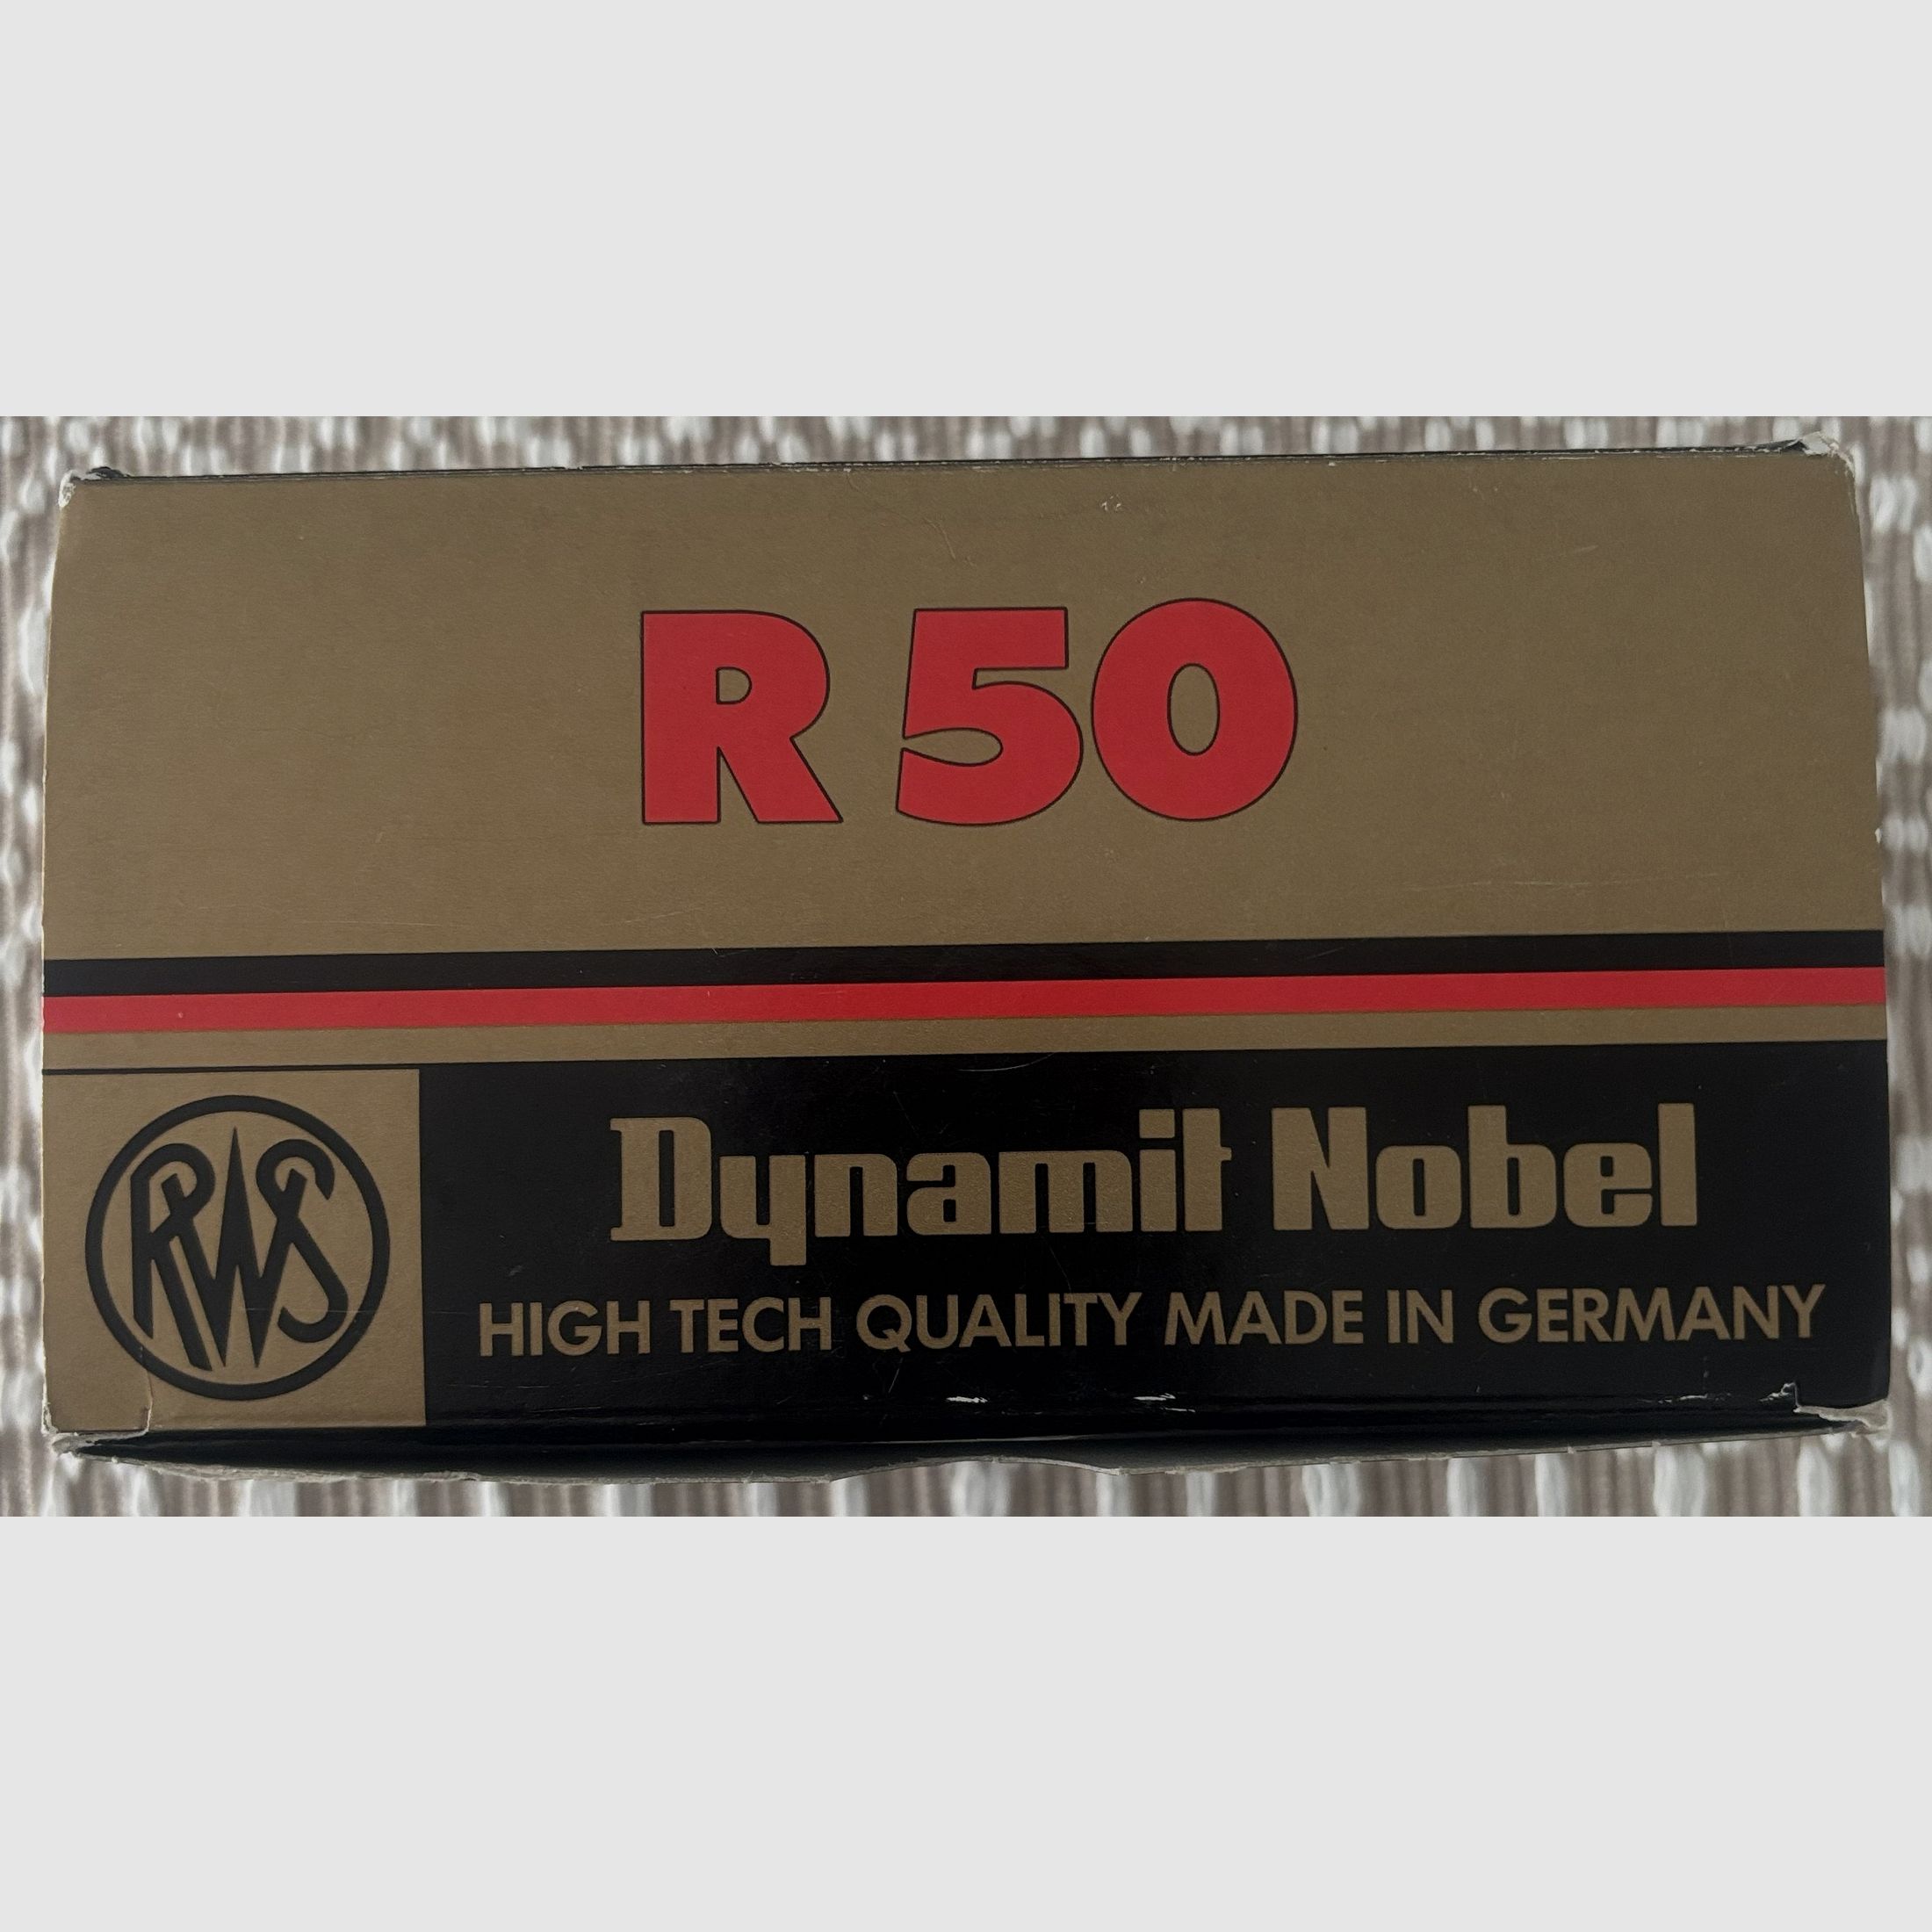 R 50
RWS
Dynamit Nobel
HIGH TECH QUALITY MADE IN GERMANY